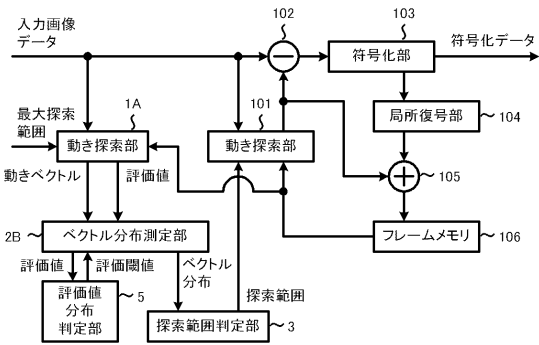 入力画像
データ
102
103
符号化部
符号化データ
最大探索
範囲
1A
動き探索部
101
動き探索部
局所復号部
104
動きベクトル
評価値
105
2B
ベクトル分布測定部
フレームメモリ
106
評価値
評価閾値
ベクトル
分布
探索範囲
評価値
分布
判定部
5
探索範囲判定部
3